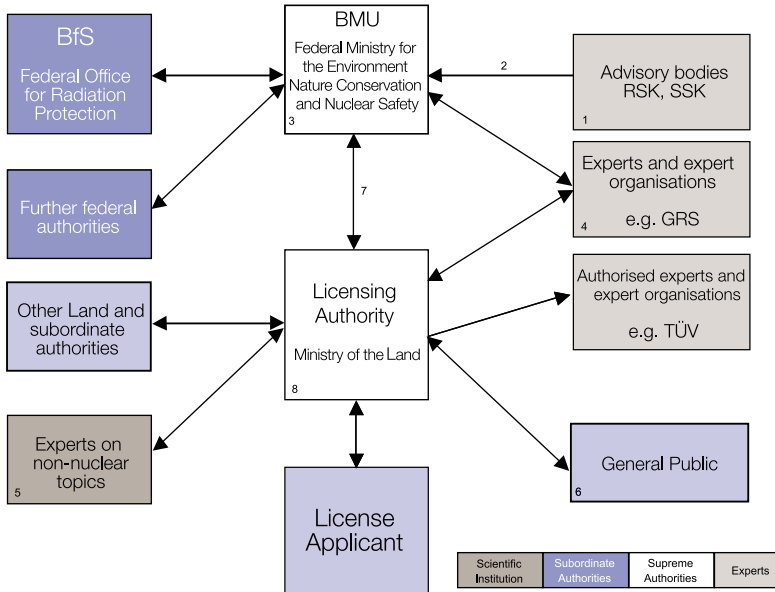 BfS
Federal Office
for Radiation
Protection
BMU
Federal Ministry for
the Environment
Nature Conservation
and Nuclear Safety
3
2
Advisory bodies
RSK, SSK
1
Further federal
authorities
7
Experts and expert
organisations
e.g. GRS
4
Other Land and
subordinate
authorities
Licensing
Authority
Ministry of the Land
8
Authorised experts and
expert organisations
e.g. TÜV
Experts on
non-nuclear
topics
5
License
Applicant
General Public
6
Scientific
Institution
Subordinate
Authorities
Supreme
Authorities
Experts